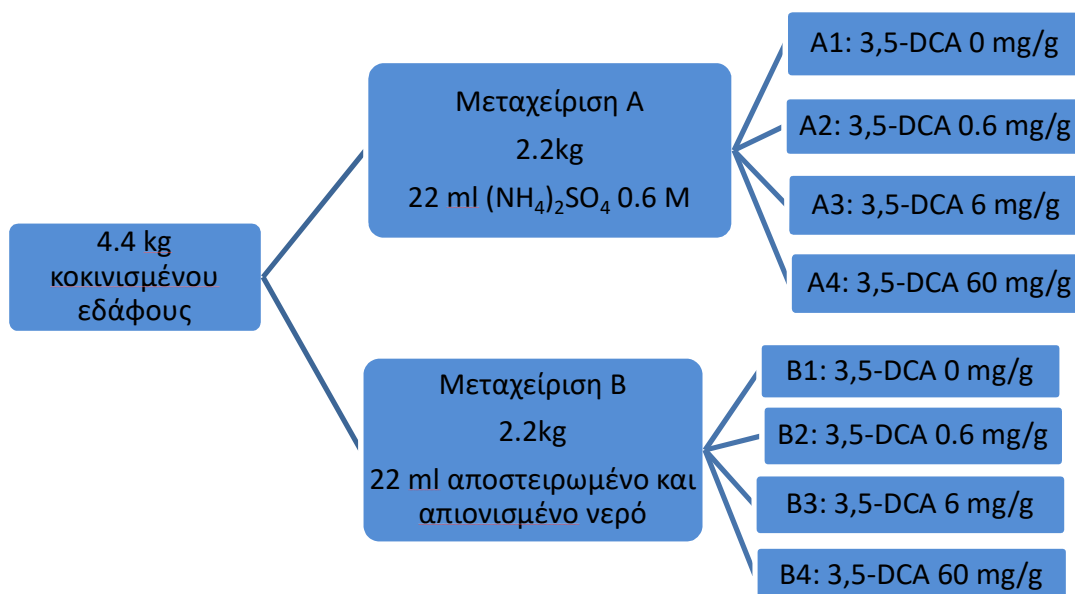 4.4 kg
κοκινισμένου
εδάφους
Μεταχείριση Α
2.2kg
22 ml (NH₄)₂SO₄ 0.6 M
A1: 3,5-DCA 0 mg/g
A2: 3,5-DCA 0.6 mg/g
A3: 3,5-DCA 6 mg/g
A4: 3,5-DCA 60 mg/g
Μεταχείριση Β
2.2kg
22 ml αποστειρωμένο και
απιονισμένο νερό
B1: 3,5-DCA 0 mg/g
B2: 3,5-DCA 0.6 mg/g
B3: 3,5-DCA 6 mg/g
B4: 3,5-DCA 60 mg/g